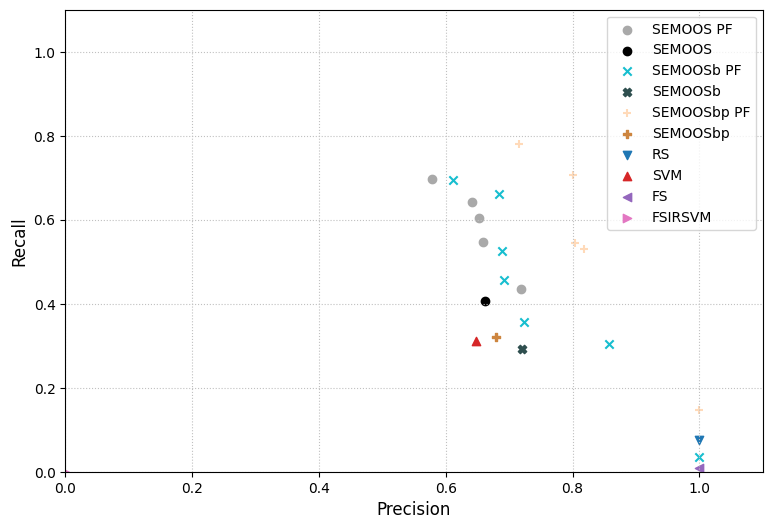 1.0
0.8
0.6
0.4
0.2
0.0
Recall
0.0 0.2 0.4 0.6 0.8 1.0
Precision
SEMOOS PF
SEMOOS
SEMOOSb PF
SEMOOSb
SEMOOSbp PF
SEMOOSbp
RS
SVM
FS
FSIRSVM